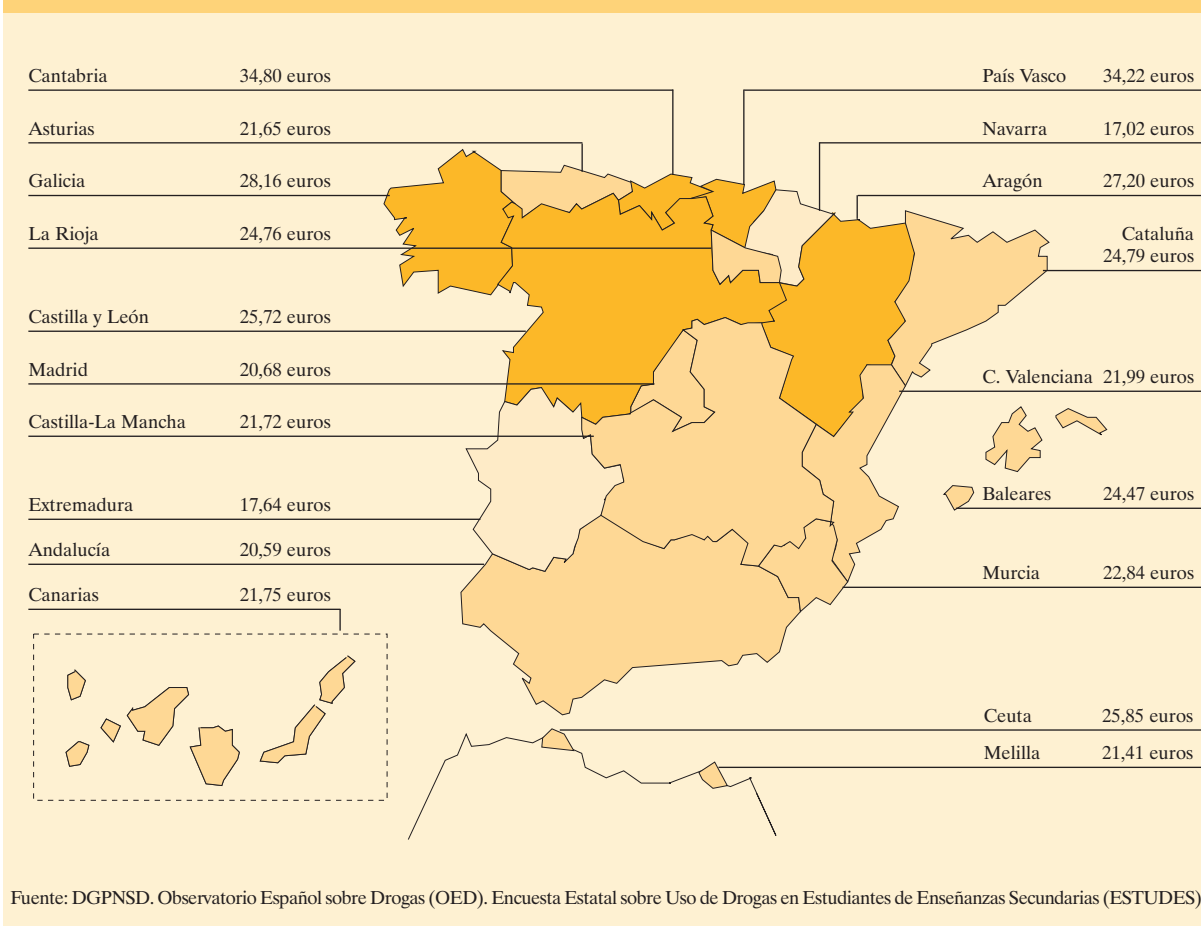 Cantabria 34,80 euros
Asturias 21,65 euros
Galicia 28,16 euros
La Rioja 24,76 euros
Castilla y León 25,72 euros
Madrid 20,68 euros
Castilla-La Mancha 21,72 euros
Extremadura 17,64 euros
Andalucía 20,59 euros
Canarias 21,75 euros
País Vasco 34,22 euros
Navarra 17,02 euros
Aragón 27,20 euros
Cataluña
24,79 euros
C. Valenciana 21,99 euros
Baleares 24,47 euros
Murcia 22,84 euros
Ceuta 25,85 euros
Melilla 21,41 euros
Fuente: DGPNSD. Observatorio Español sobre Drogas (OED). Encuesta Estatal sobre Uso de Drogas en Estudiantes de Enseñanzas Secundarias (ESTUDES)